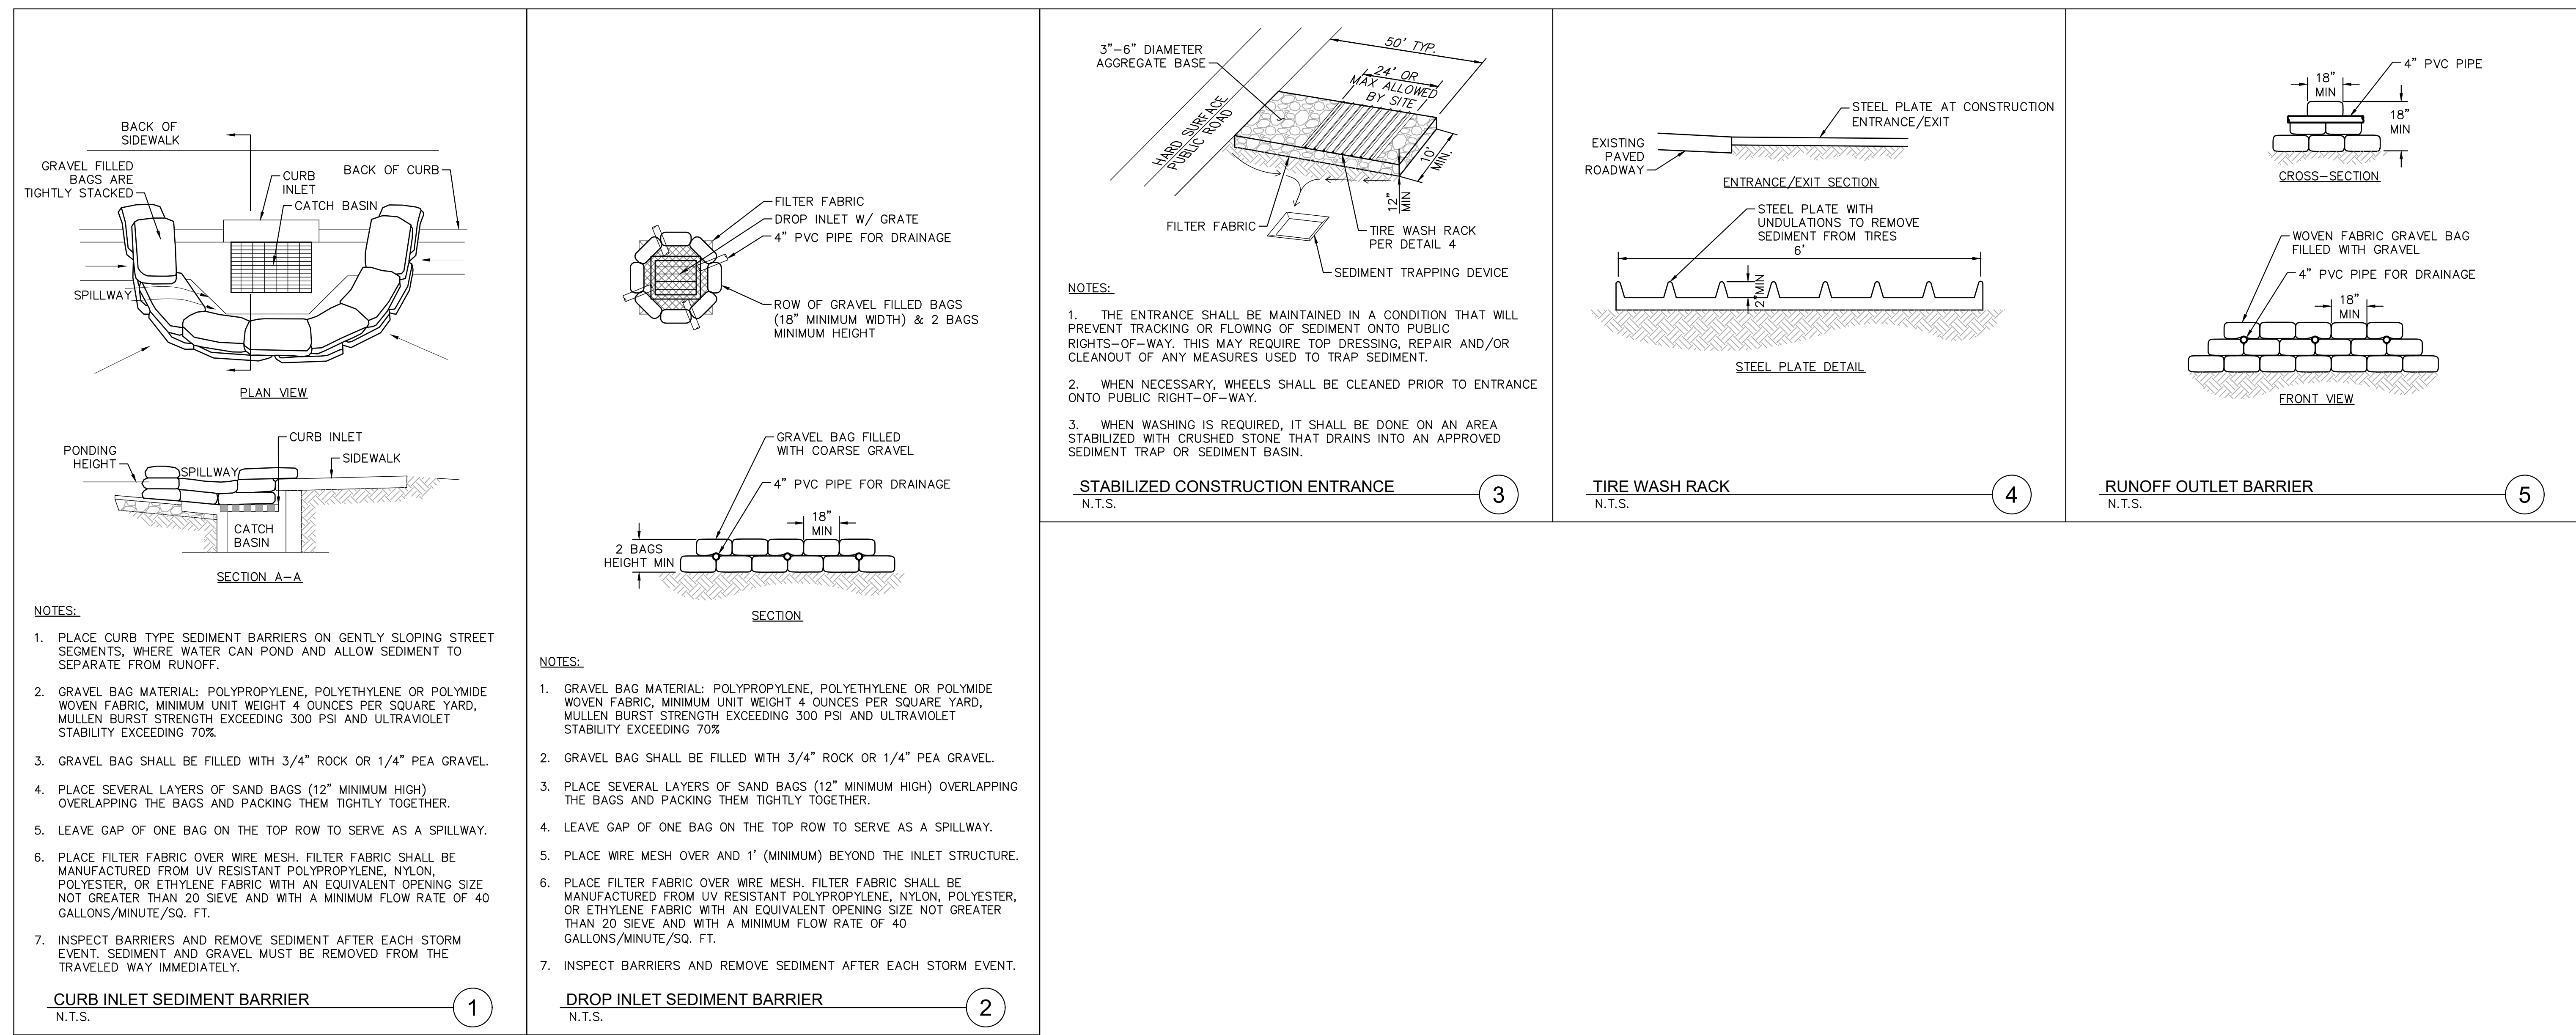 BACK OF
SIDEWALK
GRAVEL FILLED
BAGS ARE
TIGHTLY STACKED
CURB
INLET
BACK OF CURB
CATCH BASIN
SPILLWAY
PLAN VIEW
CURB INLET
PONDING
HEIGHT
SPILLWAY
SIDEWALK
CATCH
BASIN
SECTION A-A
NOTES:
1. PLACE CURB TYPE SEDIMENT BARRIERS ON GENTLY SLOPING STREET
SEGMENTS, WHERE WATER CAN POND AND ALLOW SEDIMENT TO
SEPARATE FROM RUNOFF.
2. GRAVEL BAG MATERIAL: POLYPROPYLENE, POLYETHYLENE OR POLYMIDE
WOVEN FABRIC, MINIMUM UNIT WEIGHT 4 OUNCES PER SQUARE YARD,
MULLEN BURST STRENGTH EXCEEDING 300 PSI AND ULTRAVIOLET
STABILITY EXCEEDING 70%.
3. GRAVEL BAG SHALL BE FILLED WITH 3/4" ROCK OR 1/4" PEA GRAVEL.
4. PLACE SEVERAL LAYERS OF SAND BAGS (12" MINIMUM HIGH)
OVERLAPPING THE BAGS AND PACKING THEM TIGHTLY TOGETHER.
5. LEAVE GAP OF ONE BAG ON THE TOP ROW TO SERVE AS A SPILLWAY.
6. PLACE FILTER FABRIC OVER WIRE MESH. FILTER FABRIC SHALL BE
MANUFACTURED FROM UV RESISTANT POLYPROPYLENE, NYLON,
POLYESTER, OR ETHYLENE FABRIC WITH AN EQUIVALENT OPENING SIZE
NOT GREATER THAN 20 SIEVE AND WITH A MINIMUM FLOW RATE OF 40
GALLONS/MINUTE/SQ. FT.
7. INSPECT BARRIERS AND REMOVE SEDIMENT AFTER EACH STORM
EVENT. SEDIMENT AND GRAVEL MUST BE REMOVED FROM THE
TRAVELED WAY IMMEDIATELY.
CURB INLET SEDIMENT BARRIER
1
N.T.S.
FILTER FABRIC
DROP INLET W/ GRATE
4" PVC PIPE FOR DRAINAGE
ROW OF GRAVEL FILLED BAGS
(18" MINIMUM WIDTH) & 2 BAGS
MINIMUM HEIGHT
GRAVEL BAG FILLED
WITH COARSE GRAVEL
4" PVC PIPE FOR DRAINAGE
18"
MIN
2 BAGS
HEIGHT MIN
SECTION
NOTES:
1. GRAVEL BAG MATERIAL: POLYPROPYLENE, POLYETHYLENE OR POLYMIDE
WOVEN FABRIC, MINIMUM UNIT WEIGHT 4 OUNCES PER SQUARE YARD,
MULLEN BURST STRENGTH EXCEEDING 300 PSI AND ULTRAVIOLET
STABILITY EXCEEDING 70%
2. GRAVEL BAG SHALL BE FILLED WITH 3/4" ROCK OR 1/4" PEA GRAVEL.
3. PLACE SEVERAL LAYERS OF SAND BAGS (12" MINIMUM HIGH) OVERLAPPING
THE BAGS AND PACKING THEM TIGHTLY TOGETHER.
4. LEAVE GAP OF ONE BAG ON THE TOP ROW TO SERVE AS A SPILLWAY.
5. PLACE WIRE MESH OVER AND 1' (MINIMUM) BEYOND THE INLET STRUCTURE.
6. PLACE FILTER FABRIC OVER WIRE MESH. FILTER FABRIC SHALL BE
MANUFACTURED FROM UV RESISTANT POLYPROPYLENE, NYLON, POLYESTER,
OR ETHYLENE FABRIC WITH AN EQUIVALENT OPENING SIZE NOT GREATER
THAN 20 SIEVE AND WITH A MINIMUM FLOW RATE OF 40
GALLONS/MINUTE/SQ. FT.
7. INSPECT BARRIERS AND REMOVE SEDIMENT AFTER EACH STORM EVENT.
DROP INLET SEDIMENT BARRIER
2
N.T.S.
3"-6" DIAMETER
AGGREGATE BASE
50' TYP.
24' OR
MAX ALLOWED
BY SITE
HARD SURFACE
PUBLIC ROAD
10'
MIN.
12"
MIN
FILTER FABRIC
TIRE WASH RACK
PER DETAIL 4
SEDIMENT TRAPPING DEVICE
NOTES:
1. THE ENTRANCE SHALL BE MAINTAINED IN A CONDITION THAT WILL
PREVENT TRACKING OR FLOWING OF SEDIMENT ONTO PUBLIC
RIGHTS-OF-WAY. THIS MAY REQUIRE TOP DRESSING, REPAIR AND/OR
CLEANOUT OF ANY MEASURES USED TO TRAP SEDIMENT.
2. WHEN NECESSARY, WHEELS SHALL BE CLEANED PRIOR TO ENTRANCE
ONTO PUBLIC RIGHT-OF-WAY.
3. WHEN WASHING IS REQUIRED, IT SHALL BE DONE ON AN AREA
STABILIZED WITH CRUSHED STONE THAT DRAINS INTO AN APPROVED
SEDIMENT TRAP OR SEDIMENT BASIN.
STABILIZED CONSTRUCTION ENTRANCE
3
N.T.S.
STEEL PLATE AT CONSTRUCTION
ENTRANCE/EXIT
EXISTING
PAVED
ROADWAY
ENTRANCE/EXIT SECTION
STEEL PLATE WITH
UNDULATIONS TO REMOVE
SEDIMENT FROM TIRES
6'
2"MIN
STEEL PLATE DETAIL
TIRE WASH RACK
4
N.T.S.
4" PVC PIPE
18"
MIN
18"
MIN
CROSS-SECTION
WOVEN FABRIC GRAVEL BAG
FILLED WITH GRAVEL
4" PVC PIPE FOR DRAINAGE
18"
MIN
FRONT VIEW
RUNOFF OUTLET BARRIER
5
N.T.S.